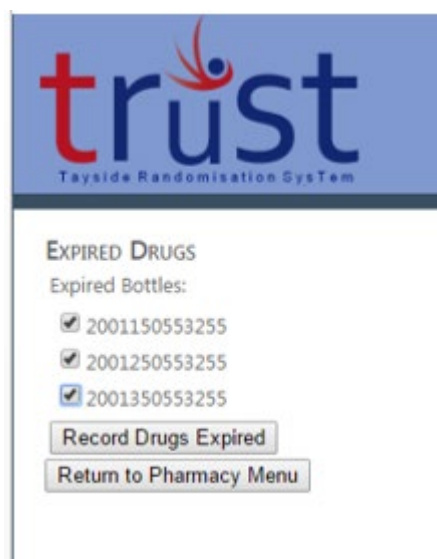 trust
Tayside Randomisation SysTem
EXPIRED DRUGS
Expired Bottles:
2001150553255
2001250553255
2001350553255
Record Drugs Expired
Return to Pharmacy Menu